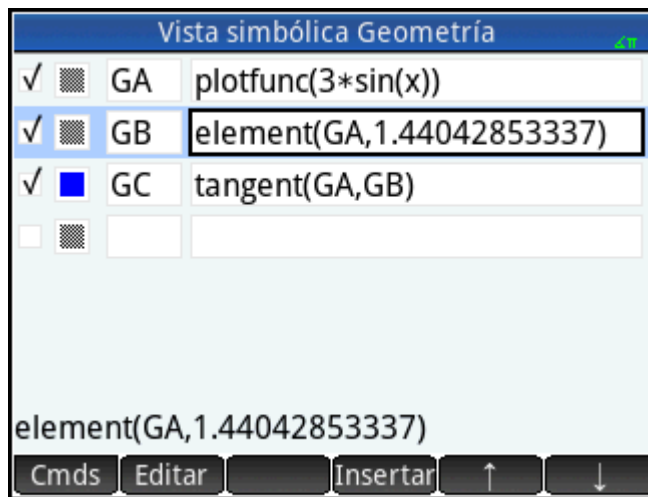 Vista simbólica Geometría
∡π
√ GA plotfunc(3*sin(x))
√ GB element(GA,1.44042853337)
√ GC tangent(GA,GB)
element(GA,1.44042853337)
Cmds Editar Insertar ↑ ↓